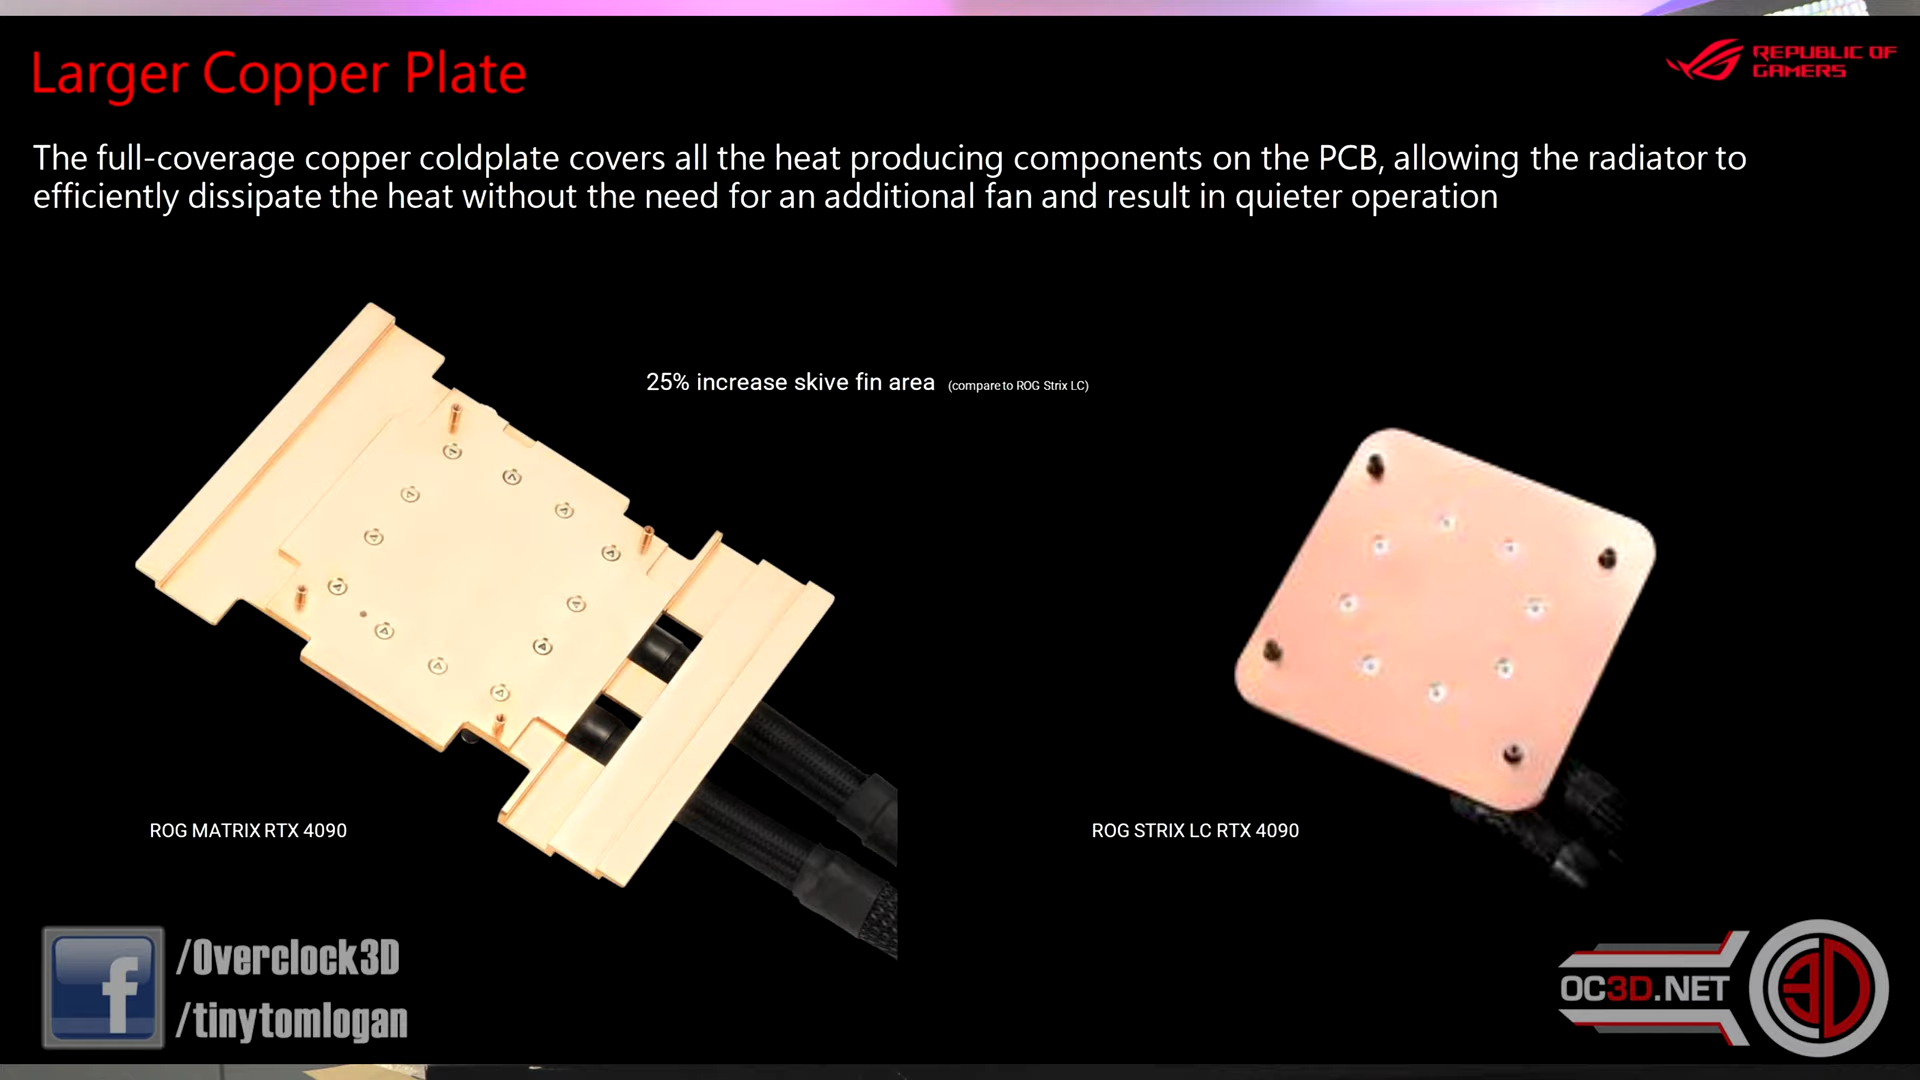 Larger Copper Plate
REPUBLIC OF
GAMERS
The full-coverage copper coldplate covers all the heat producing components on the PCB, allowing the radiator to
efficiently dissipate the heat without the need for an additional fan and result in quieter operation
25% increase skive fin area (compare to ROG Strix LC)
ROG MATRIX RTX 4090
ROG STRIX LC RTX 4090
f
/Overclock3D
/tinytomlogan
OC3D.NET
3D